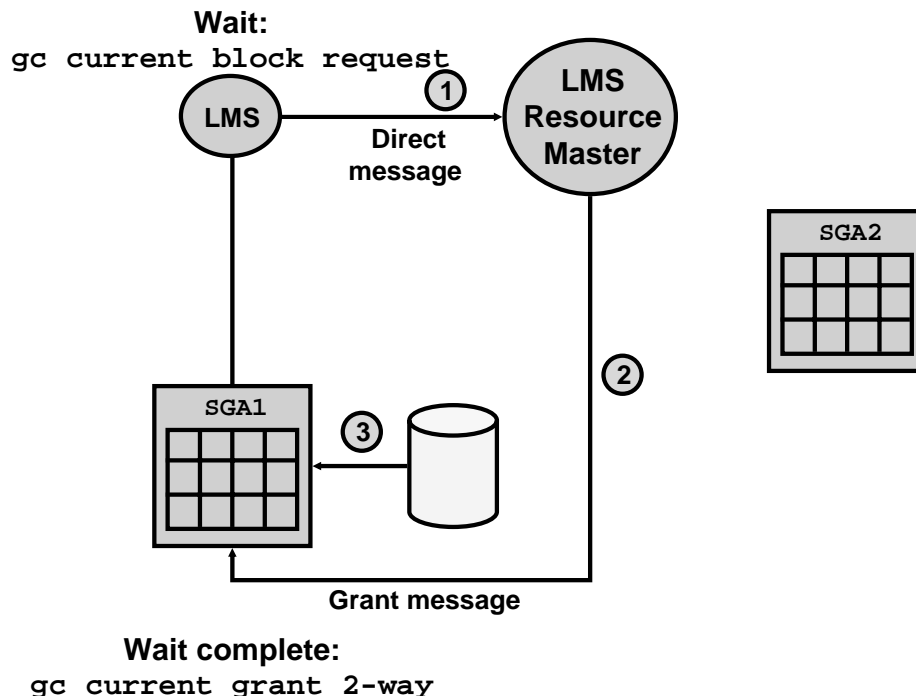 Wait:
gc current block request
1
LMS
LMS
Resource
Master
Direct
message
SGA2
2
SGA1
3
Grant message
Wait complete:
gc current grant 2-way